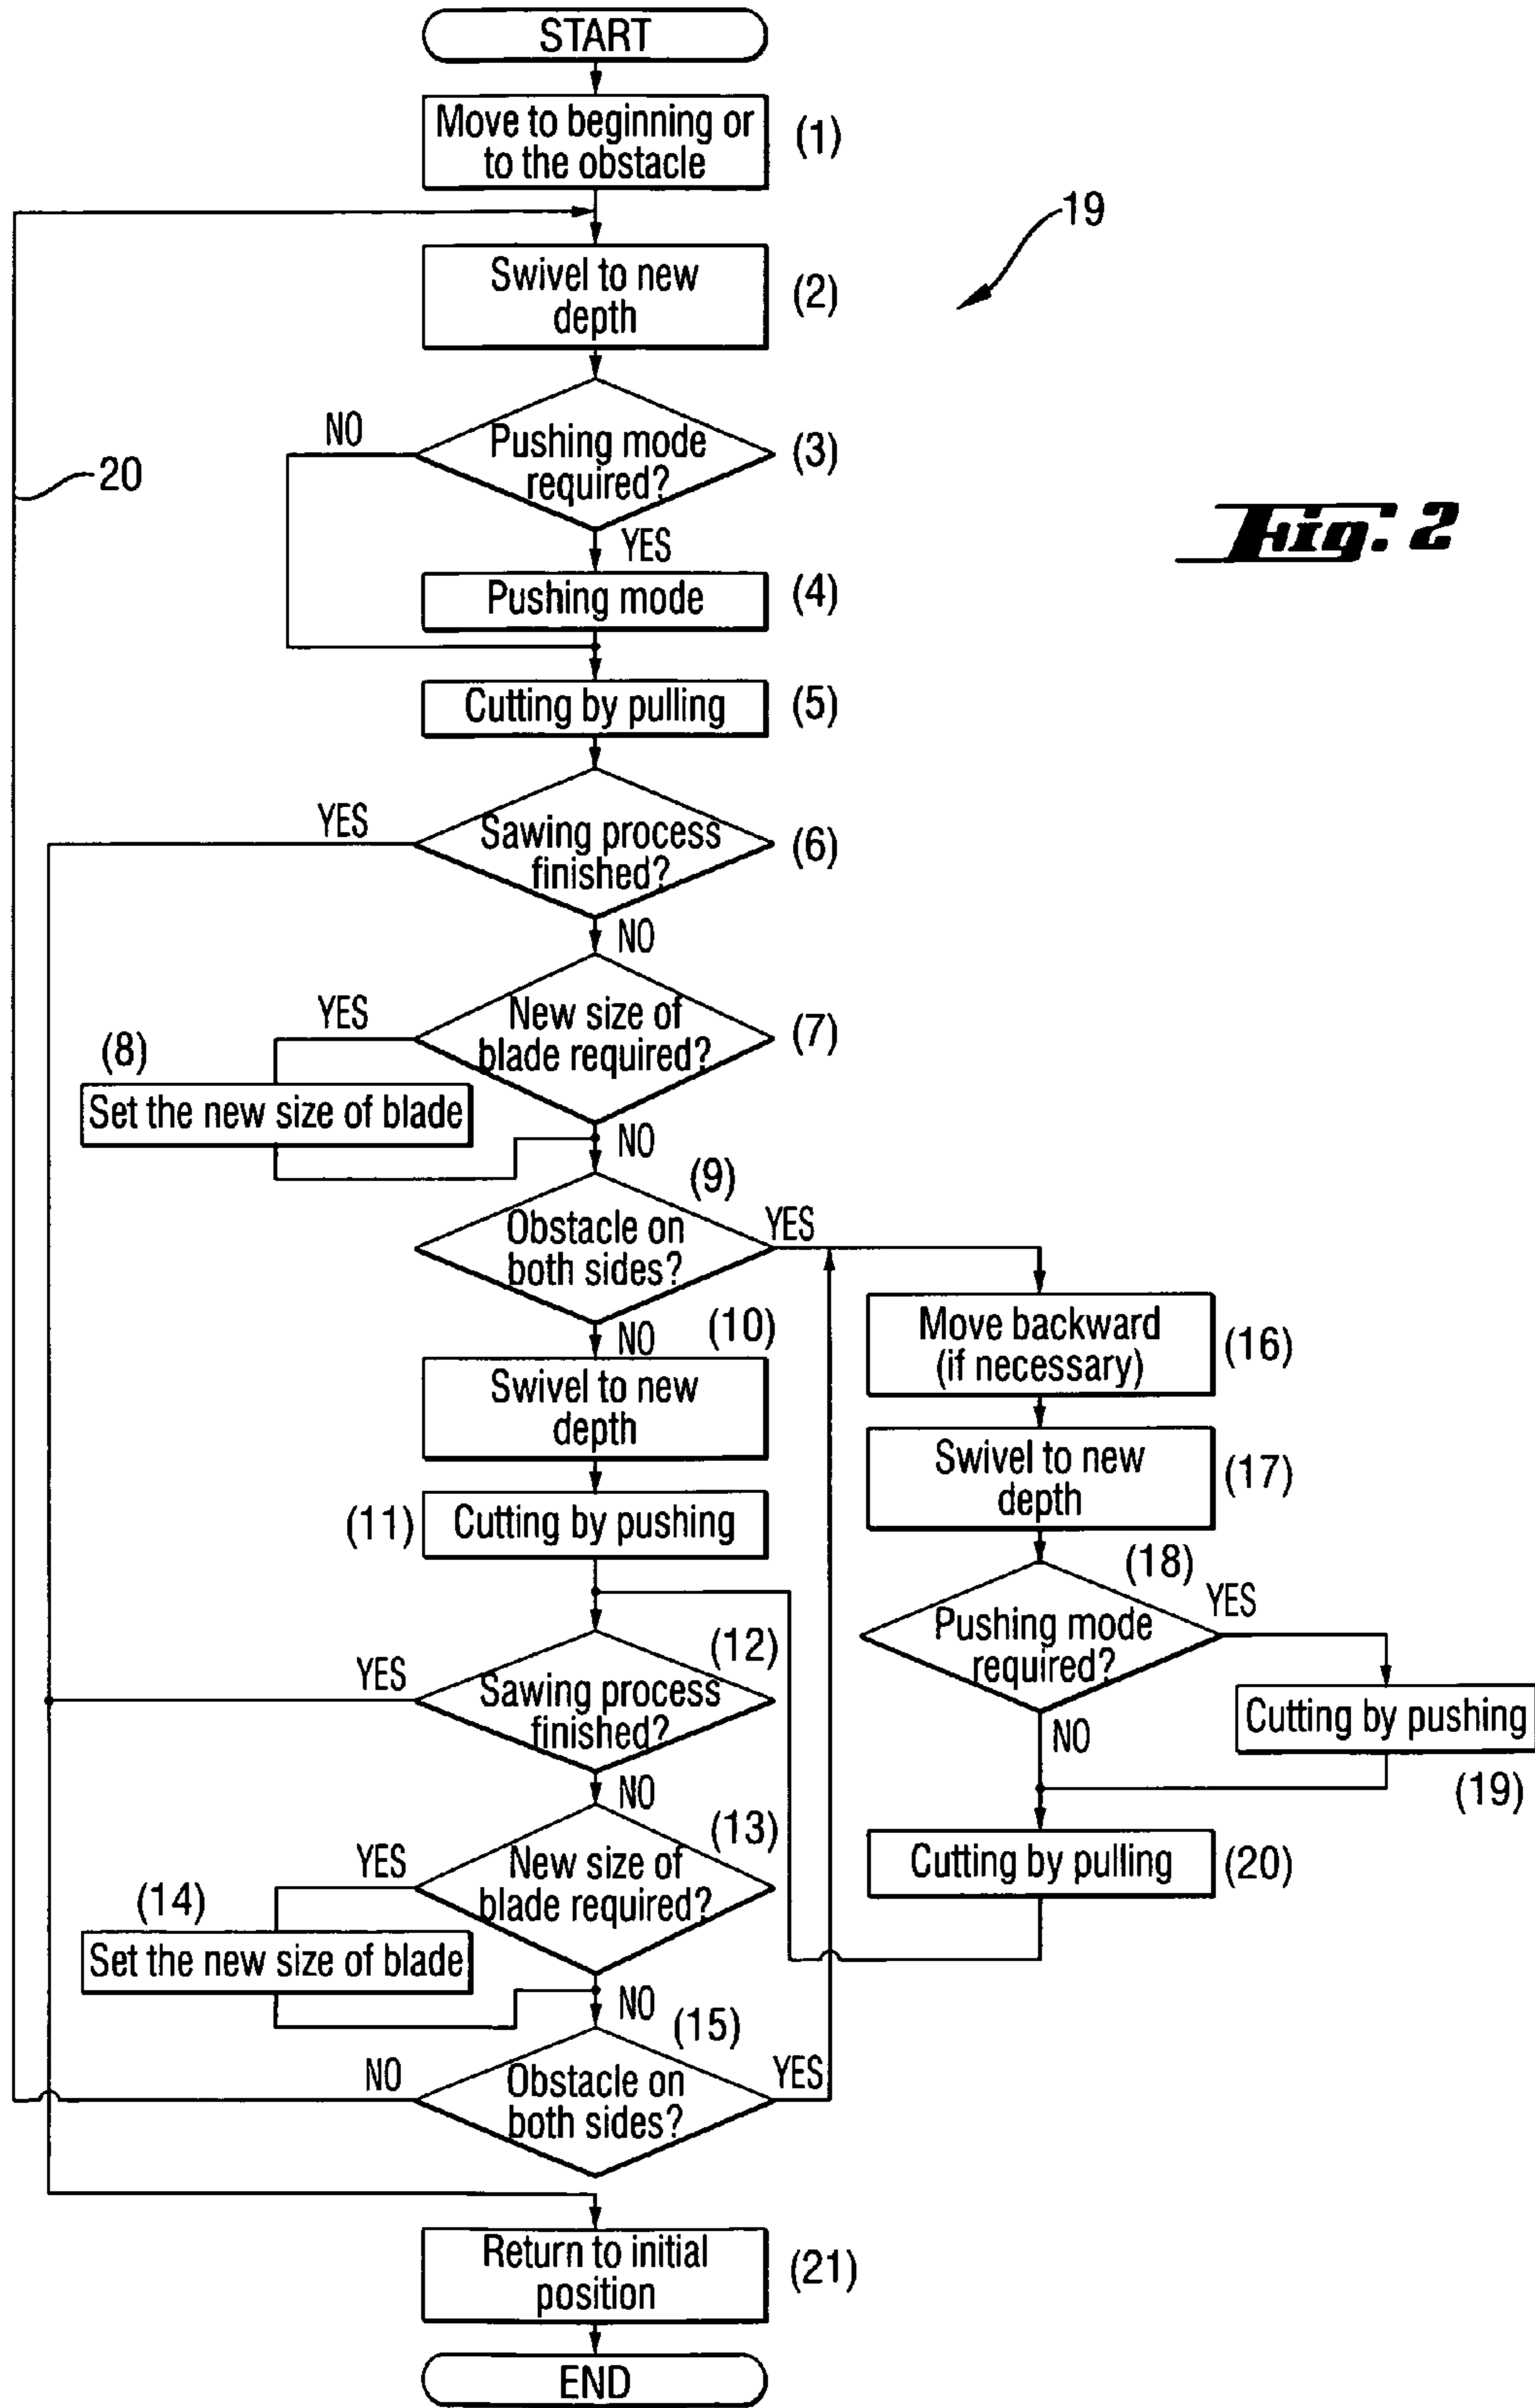 START
Move to beginning or
to the obstacle
(1)
19
Swivel to new
depth
(2)
NO
Pushing mode
required?
(3)
20
Fig. 2
YES
Pushing mode
(4)
Cutting by pulling
(5)
YES
Sawing process
finished?
(6)
NO
YES
New size of
blade required?
(7)
(8)
Set the new size of blade
NO
(9)
Obstacle on
both sides?
YES
NO
(10)
Swivel to new
depth
Move backward
(if necessary)
(16)
(11)
Cutting by pushing
Swivel to new
depth
(17)
(18)
YES
Pushing mode
required?
Cutting by pushing
(19)
NO
Cutting by pulling
(20)
(12)
YES
Sawing process
finished?
NO
(13)
YES
New size of
blade required?
(14)
Set the new size of blade
NO
(15)
NO
Obstacle on
both sides?
YES
Return to initial
position
(21)
END